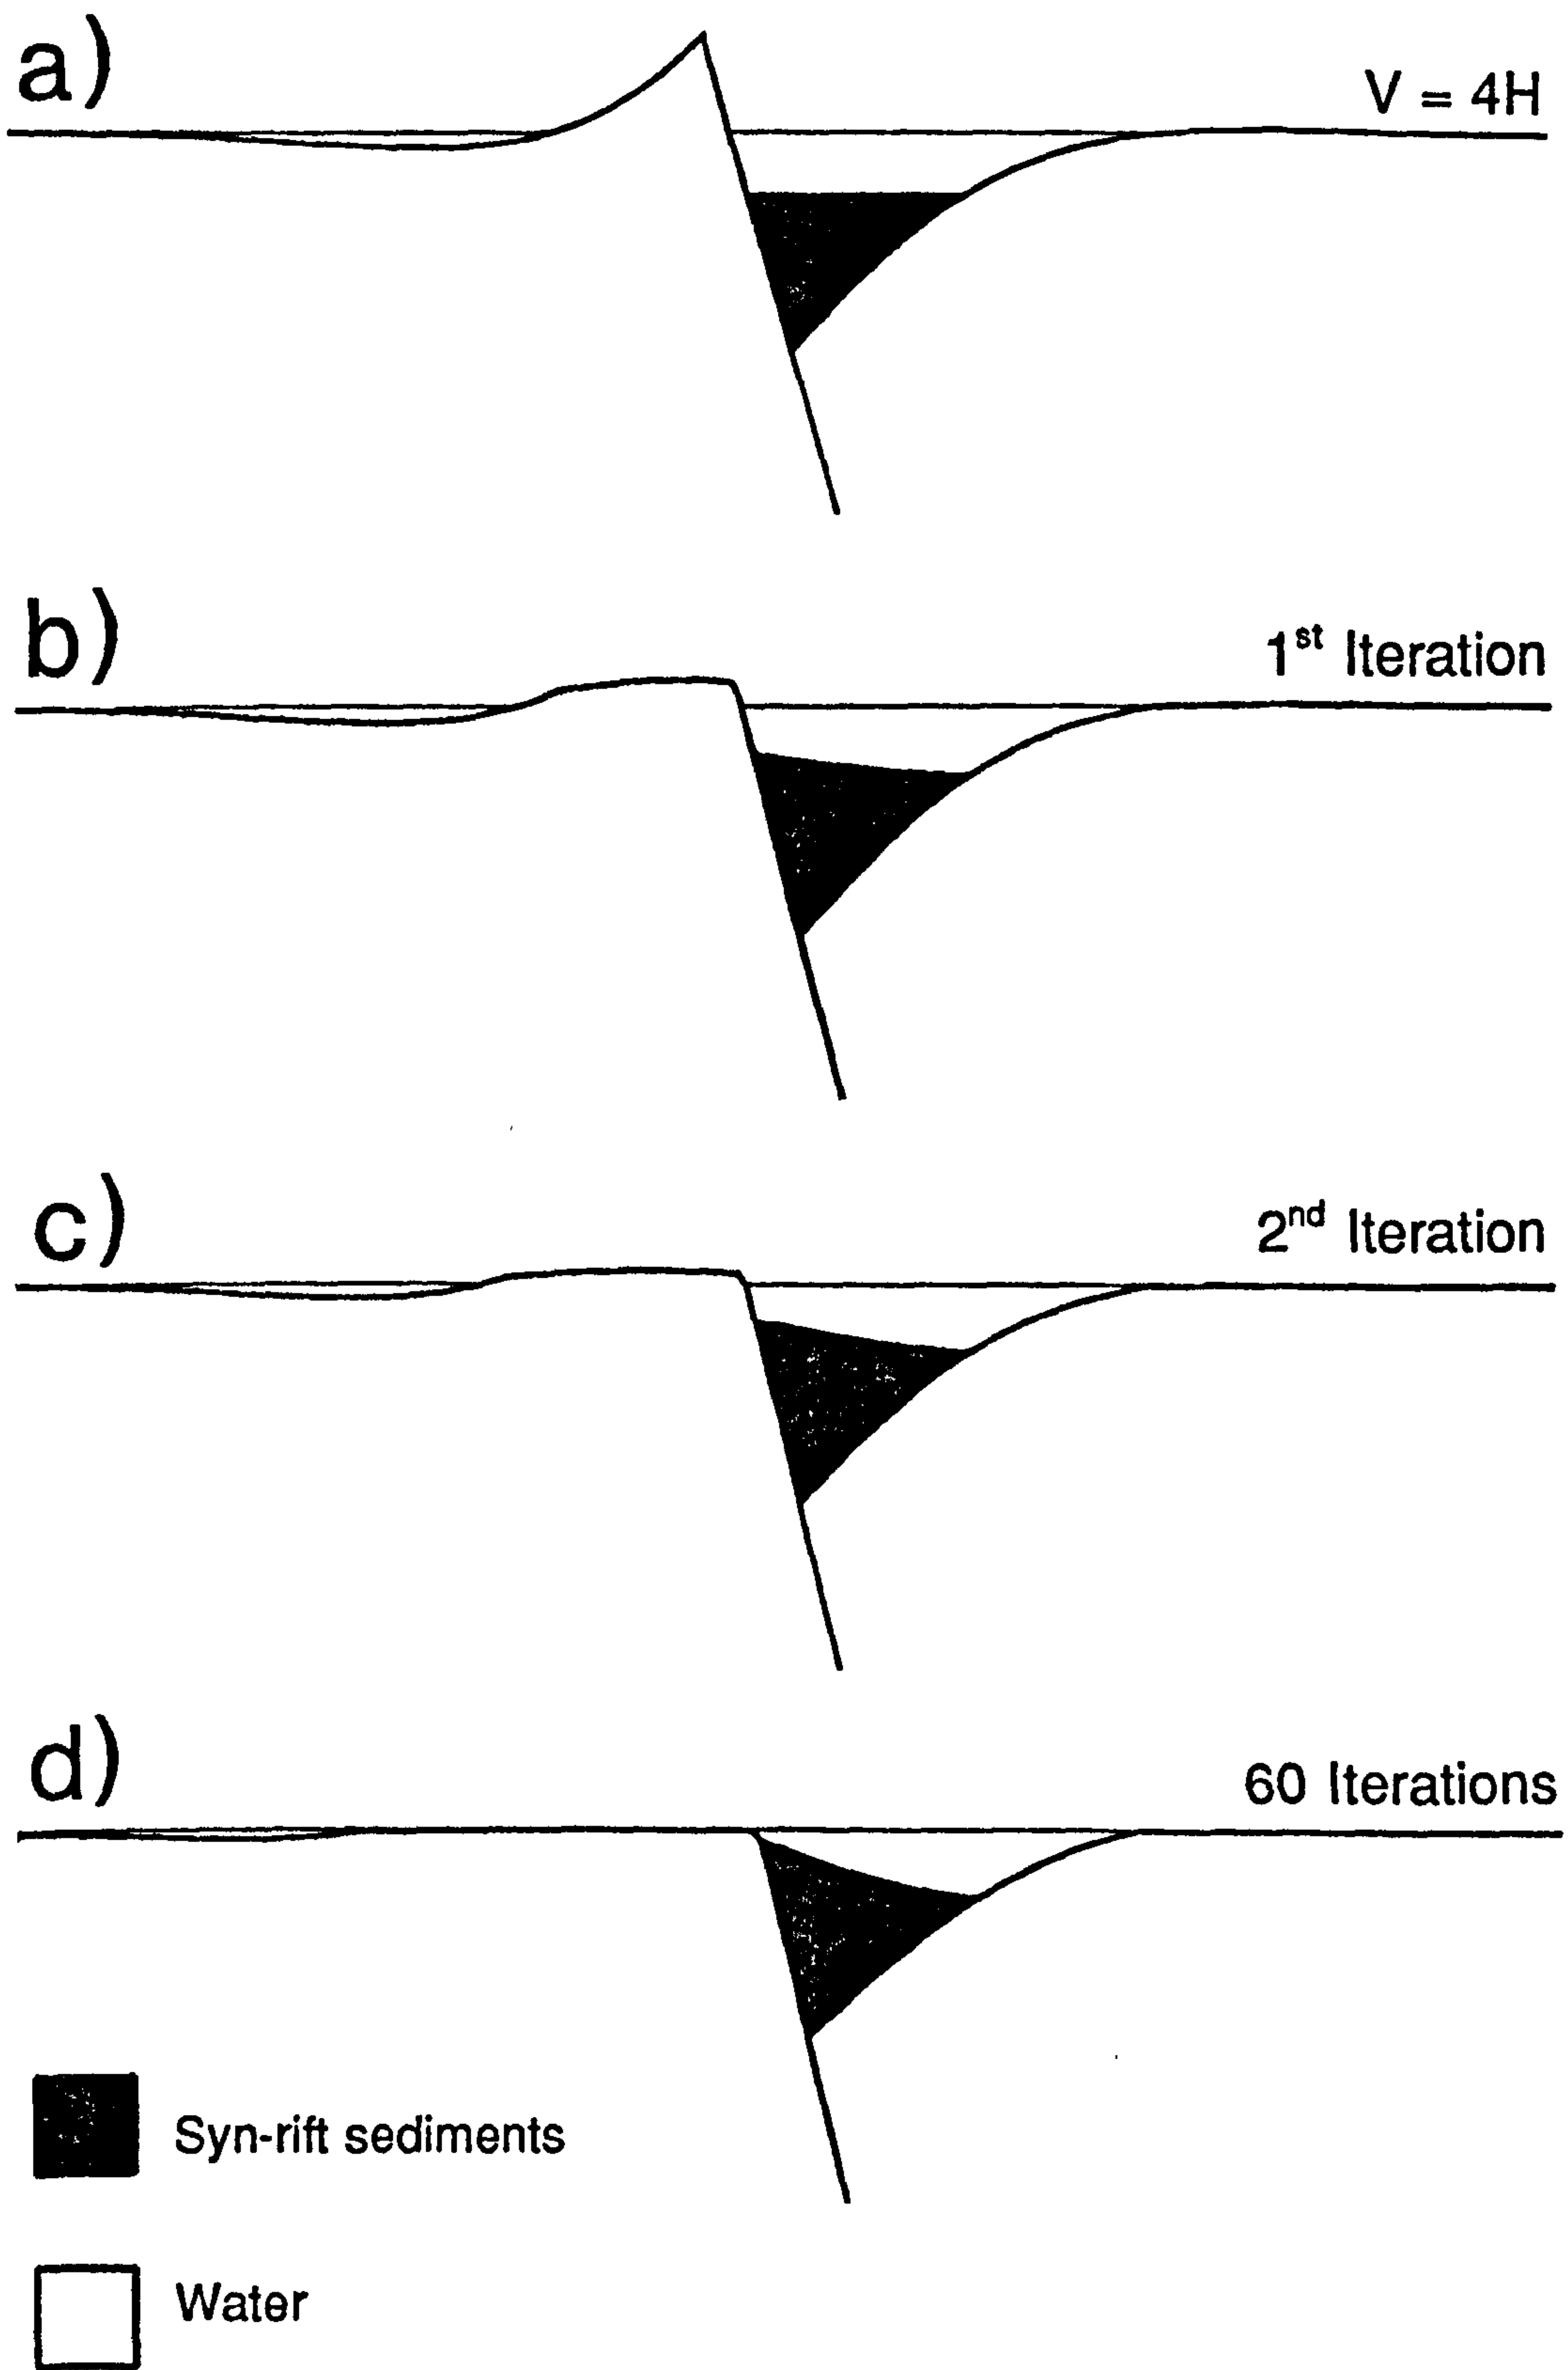 a)
V = 4H
b)
1st Iteration
c)
2nd Iteration
d)
60 Iterations
Syn-rift sediments
Water